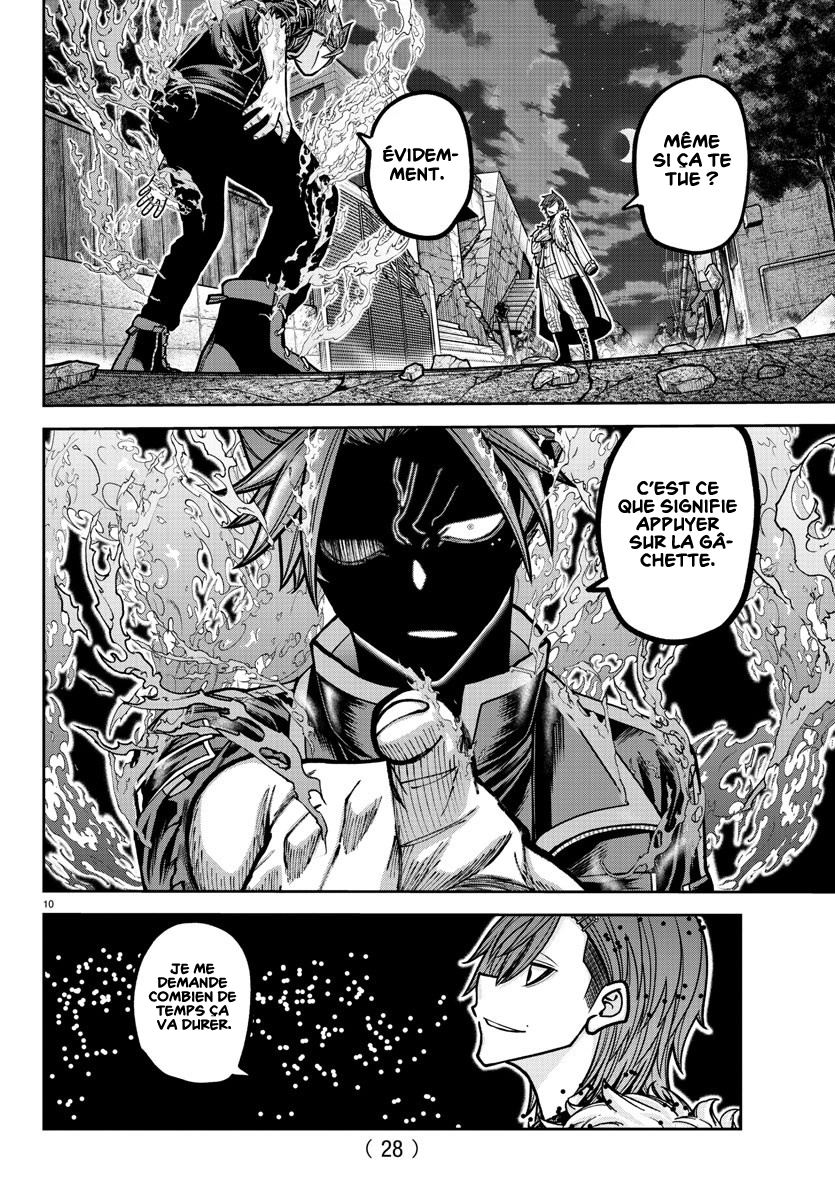 MÊME
SI ÇA TE
TUE ?
ÉVIDEM-
MENT.
C'EST CE
QUE SIGNIFIE
APPUYER
SUR LA GÂ-
CHETTE.
10
JE ME
DEMANDE
COMBIEN DE
TEMPS ÇA
VA DURER.
( 28 )